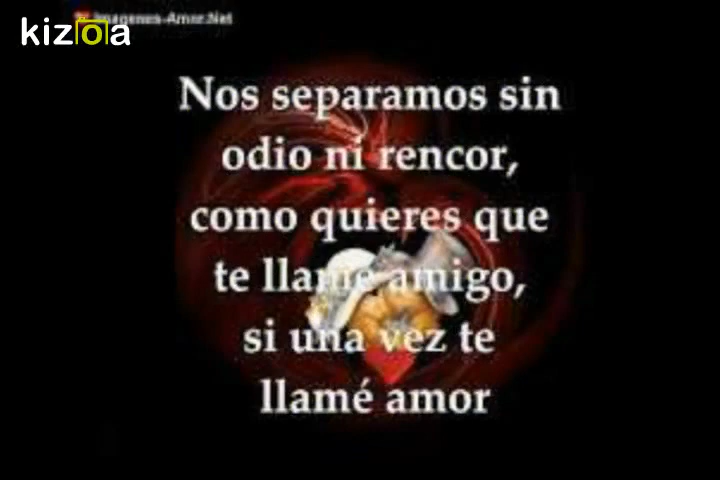 Imagenes-Amor.Net
kizoa
Nos separamos sin
odio ni rencor,
como quieres que
te llame amigo,
si una vez te
llamé amor